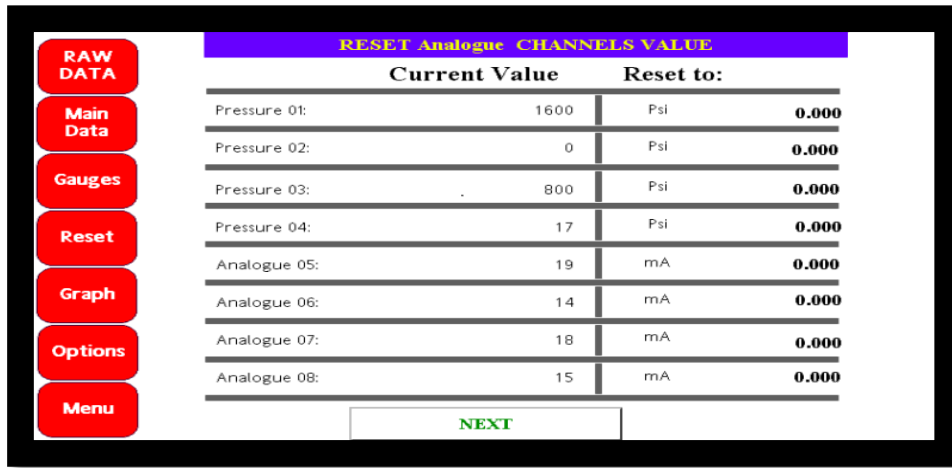 RESET Analogue CHANNELS VALUE
RAW
DATA
Main
Data
Gauges
Reset
Graph
Options
Menu
Current Value Reset to:
Pressure 01: 1600 Psi 0.000
Pressure 02: 0 Psi 0.000
Pressure 03: . 800 Psi 0.000
Pressure 04: 17 Psi 0.000
Analogue 05: 19 mA 0.000
Analogue 06: 14 mA 0.000
Analogue 07: 18 mA 0.000
Analogue 08: 15 mA 0.000
NEXT